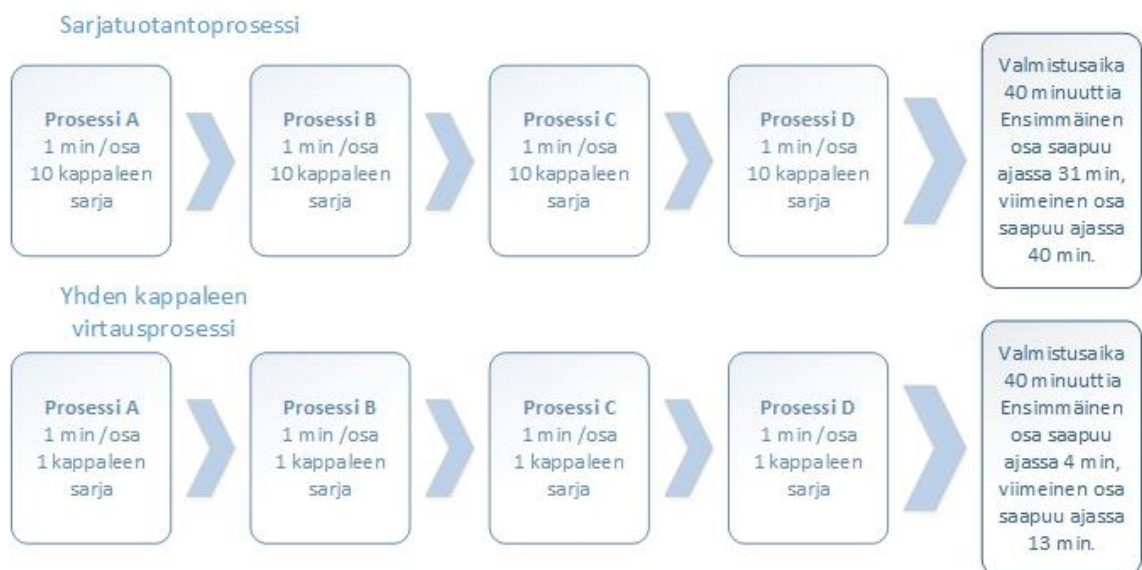 Sarjatuotantoprosessi
Prosessi A
1 min /osa
10 kappaleen
sarja
Prosessi B
1 min /osa
10 kappaleen
sarja
Prosessi C
1 min /osa
10 kappaleen
sarja
Prosessi D
1 min /osa
10 kappaleen
sarja
Valmistusaika
40 minuuttia
Ensimmäinen
osa saapuu
ajassa 31 min,
viimeinen osa
saapuu ajassa
40 min.
Yhden kappaleen
virtausprosessi
Prosessi A
1 min /osa
1 kappaleen
sarja
Prosessi B
1 min /osa
1 kappaleen
sarja
Prosessi C
1 min /osa
1 kappaleen
sarja
Prosessi D
1 min /osa
1 kappaleen
sarja
Valmistusaika
40 minuuttia
Ensimmäinen
osa saapuu
ajassa 4 min,
viimeinen osa
saapuu ajassa
13 min.